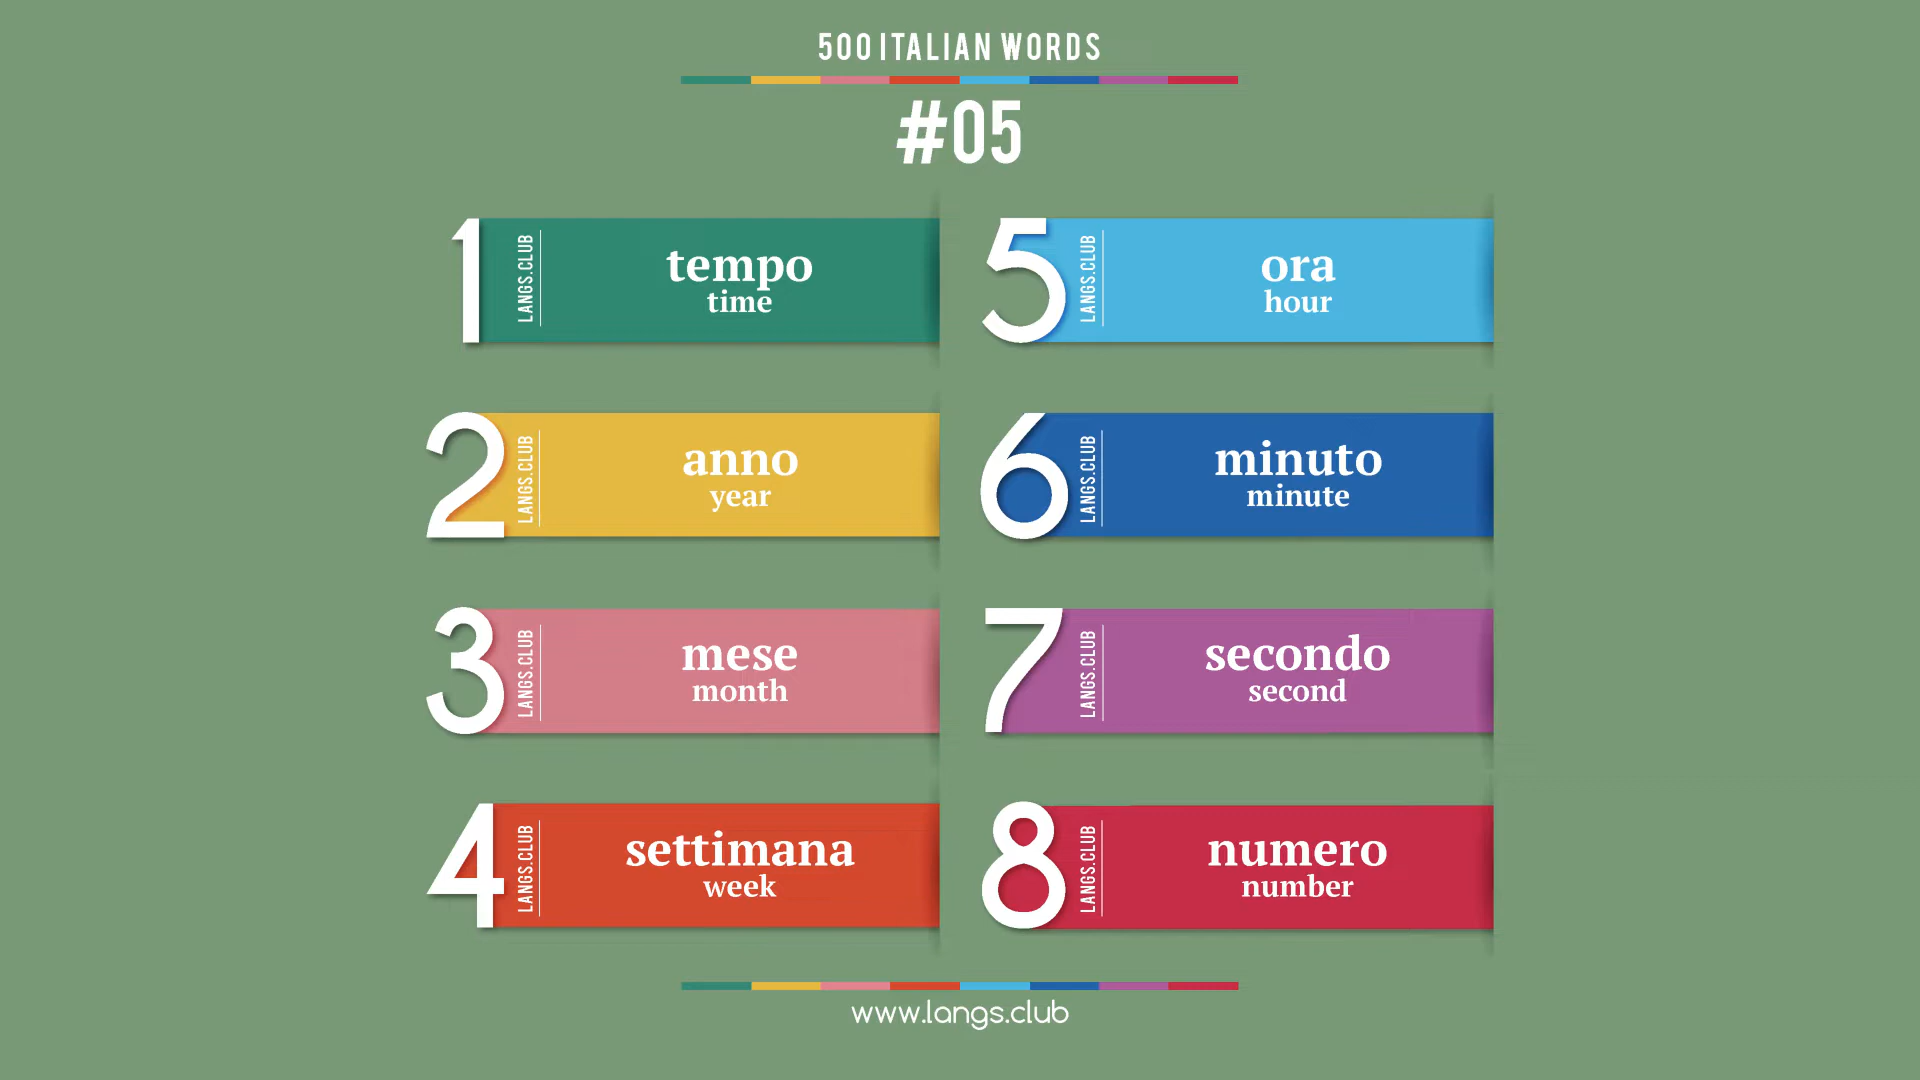 500 ITALIAN WORDS
#05
1
LANGS.CLUB
tempo
time
2
LANGS.CLUB
anno
year
3
LANGS.CLUB
mese
month
4
LANGS.CLUB
settimana
week
5
LANGS.CLUB
ora
hour
6
LANGS.CLUB
minuto
minute
7
LANGS.CLUB
secondo
second
8
LANGS.CLUB
numero
number
www.langs.club